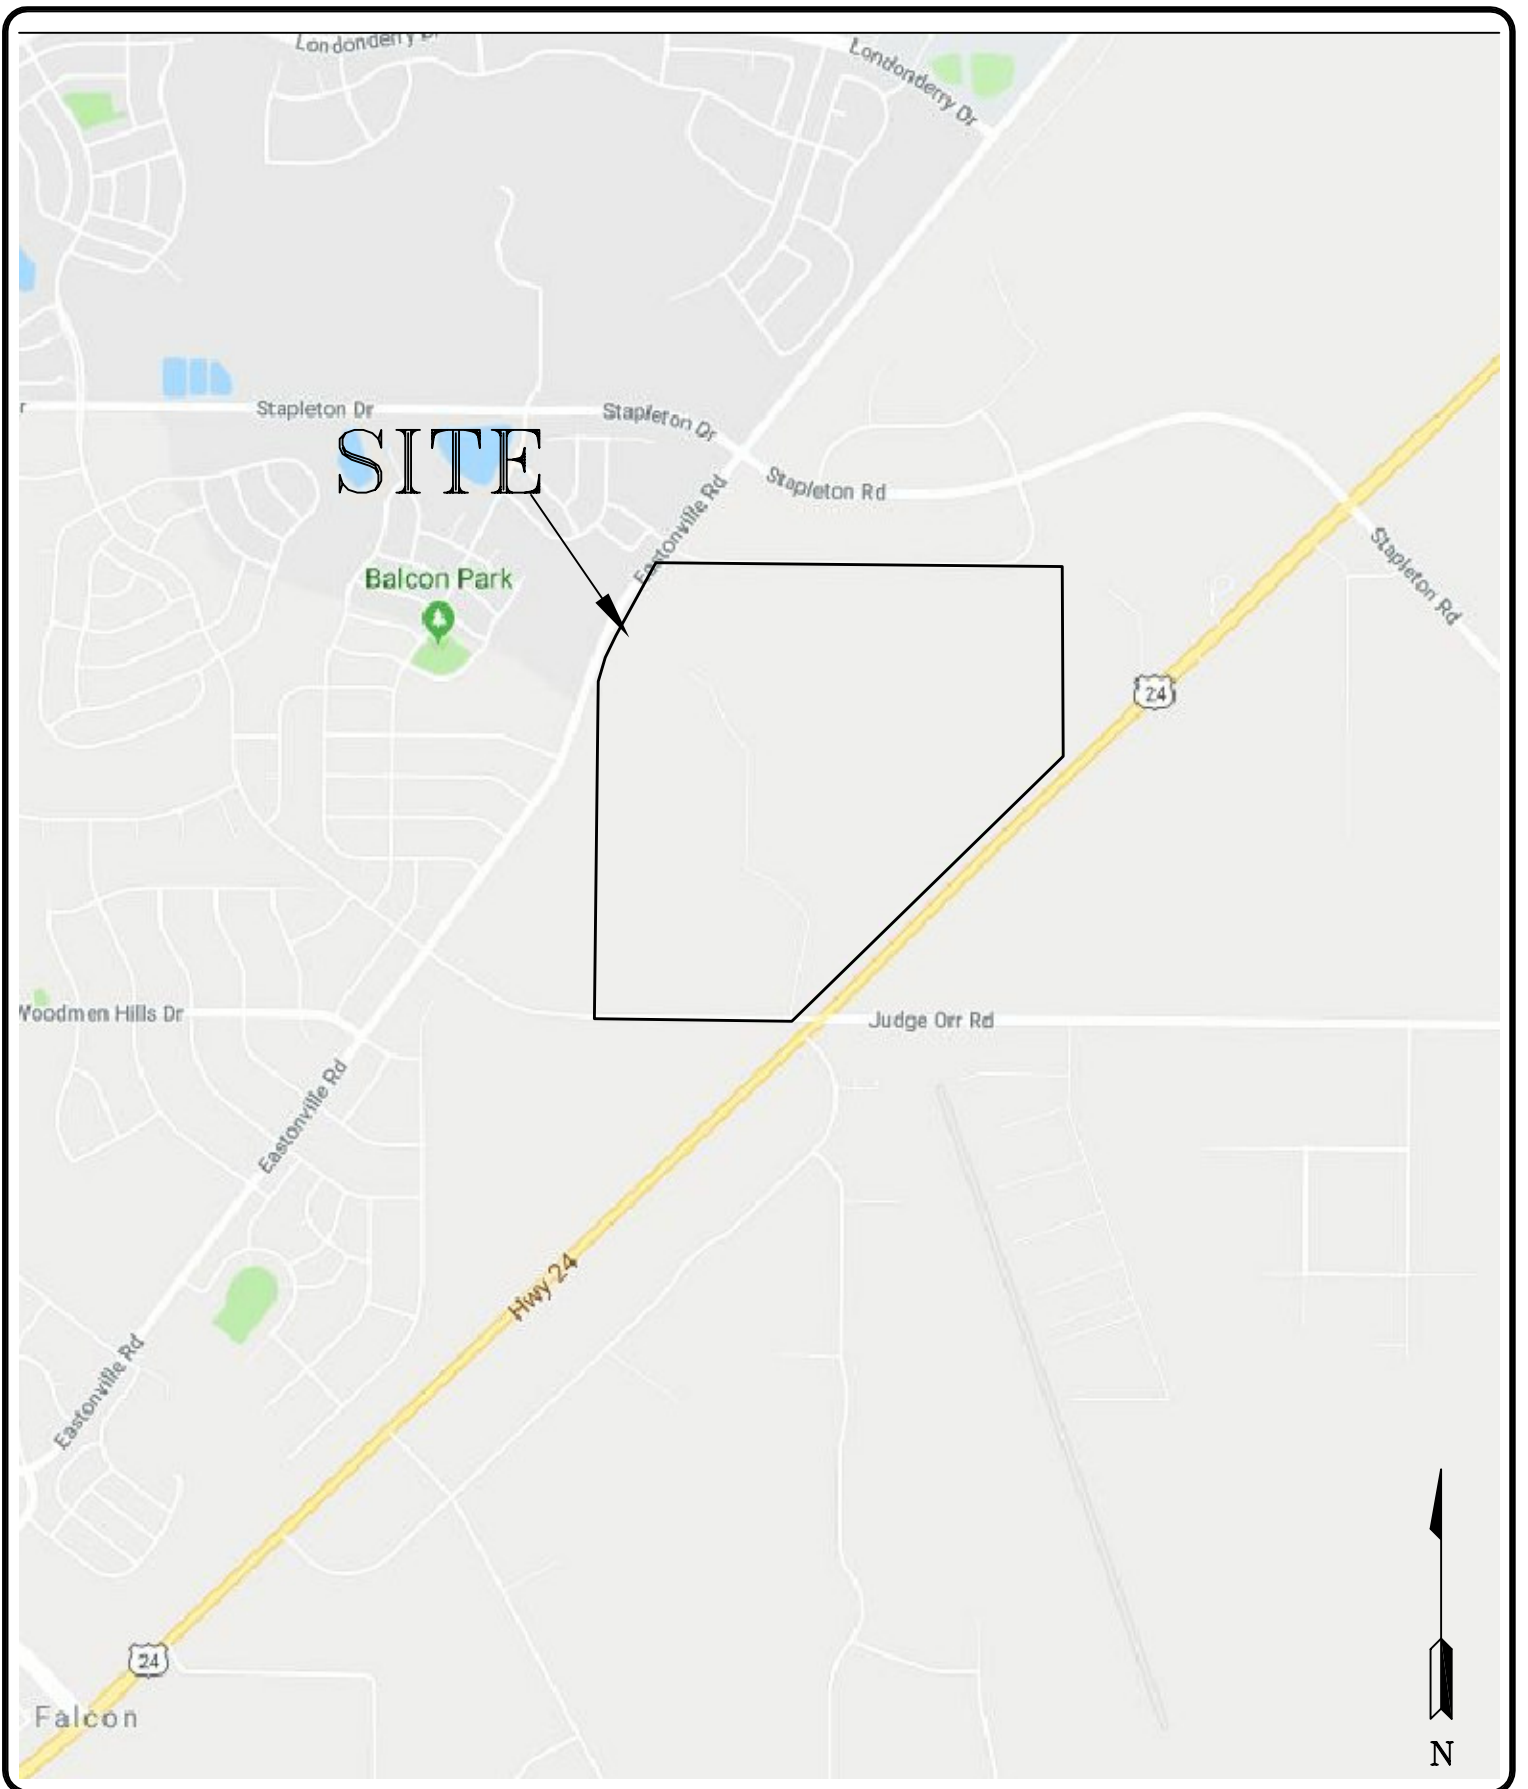 Londonderry Dr
Londonderry Dr
r
Stapleton Dr
Stapleton Dr
SITE
Stapleton Rd
Eastonville Rd
Stapleton Rd
Balcon Park
24
Woodmen Hills Dr
Judge Orr Rd
Eastonville Rd
Hwy 24
Eastonville Rd
24
Falcon
N